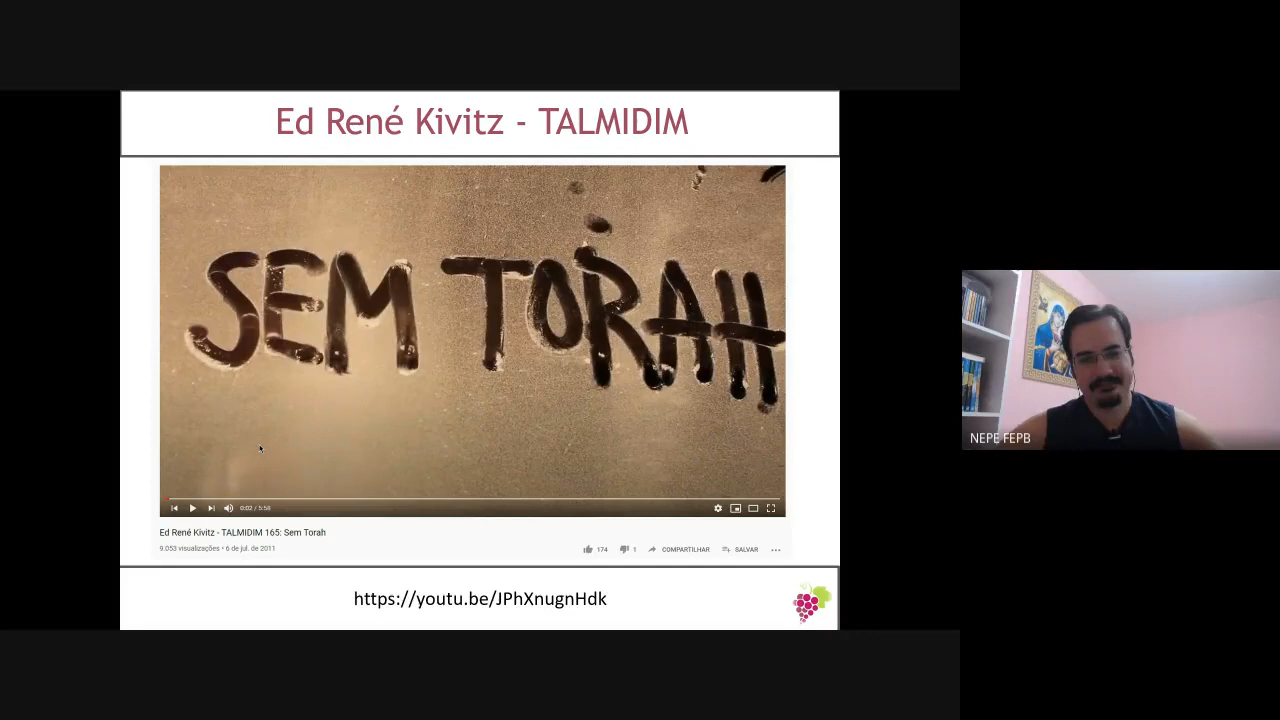 Ed René Kivitz - TALMIDIM
SEM TORAH
0:02 / 5:58
Ed René Kivitz - TALMIDIM 165: Sem Torah
9.053 visualizações • 6 de jul. de 2011
174
1
COMPARTILHAR
SALVAR
https://youtu.be/JPhXnugnHdk
NEPE FEPB